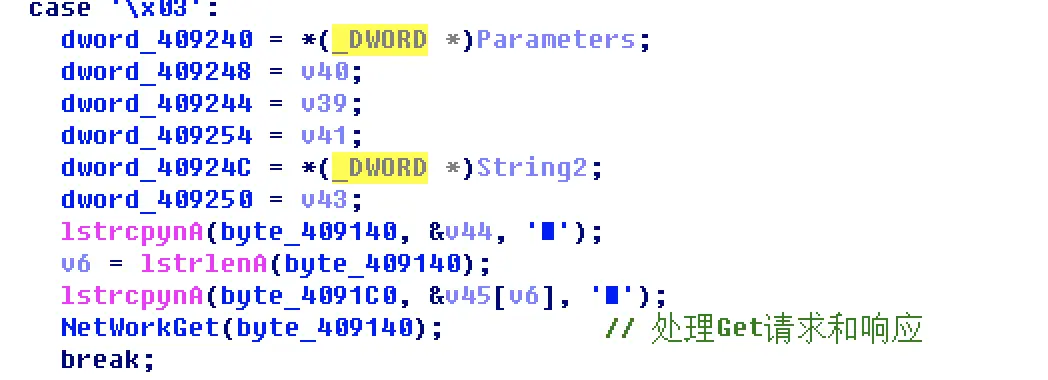 case '\x03':
dword_409240 = *(_DWORD *)Parameters;
dword_409248 = v40;
dword_409244 = v39;
dword_409254 = v41;
dword_40924C = *(_DWORD *)String2;
dword_409250 = v43;
lstrcpynA(byte_409140, &v44, '■');
v6 = lstrlenA(byte_409140);
lstrcpynA(byte_4091C0, &v45[v6], '■');
NetWorkGet(byte_409140); // 处理Get请求和响应
break;